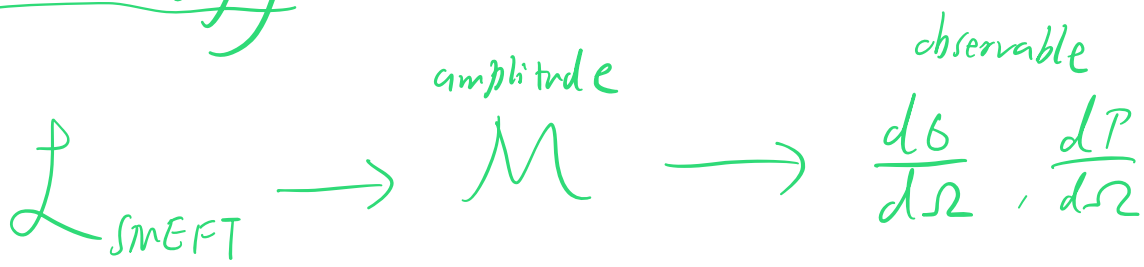 observable
amplitude
ℒ_SMEFT → M → dσ/dΩ , dP/dΩ